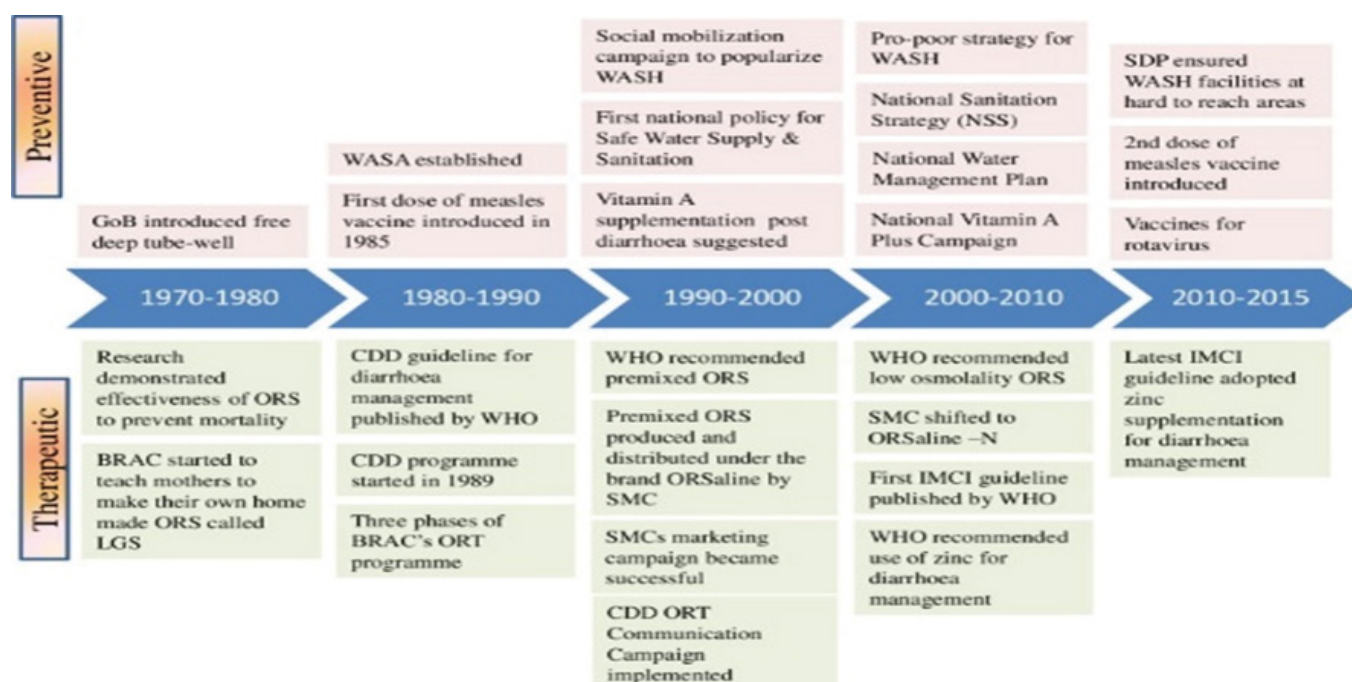 Preventive
GoB introduced free
deep tube-well
WASA established
First dose of measles
vaccine introduced in
1985
Social mobilization
campaign to popularize
WASH
First national policy for
Safe Water Supply &
Sanitation
Vitamin A
supplementation post
diarrhoea suggested
Pro-poor strategy for
WASH
National Sanitation
Strategy (NSS)
National Water
Management Plan
National Vitamin A
Plus Campaign
SDP ensured
WASH facilities at
hard to reach areas
2nd dose of
measles vaccine
introduced
Vaccines for
rotavirus
1970-1980
1980-1990
1990-2000
2000-2010
2010-2015
Therapeutic
Research
demonstrated
effectiveness of ORS
to prevent mortality
BRAC started to
teach mothers to
make their own home
made ORS called
LGS
CDD guideline for
diarrhoea
management
published by WHO
CDD programme
started in 1989
Three phases of
BRAC's ORT
programme
WHO recommended
premixed ORS
Premixed ORS
produced and
distributed under the
brand ORSaline by
SMC
SMCs marketing
campaign became
successful
CDD ORT
Communication
Campaign
implemented
WHO recommended
low osmolality ORS
SMC shifted to
ORSaline –N
First IMCI guideline
published by WHO
WHO recommended
use of zinc for
diarrhoea
management
Latest IMCI
guideline adopted
zinc
supplementation
for diarrhoea
management